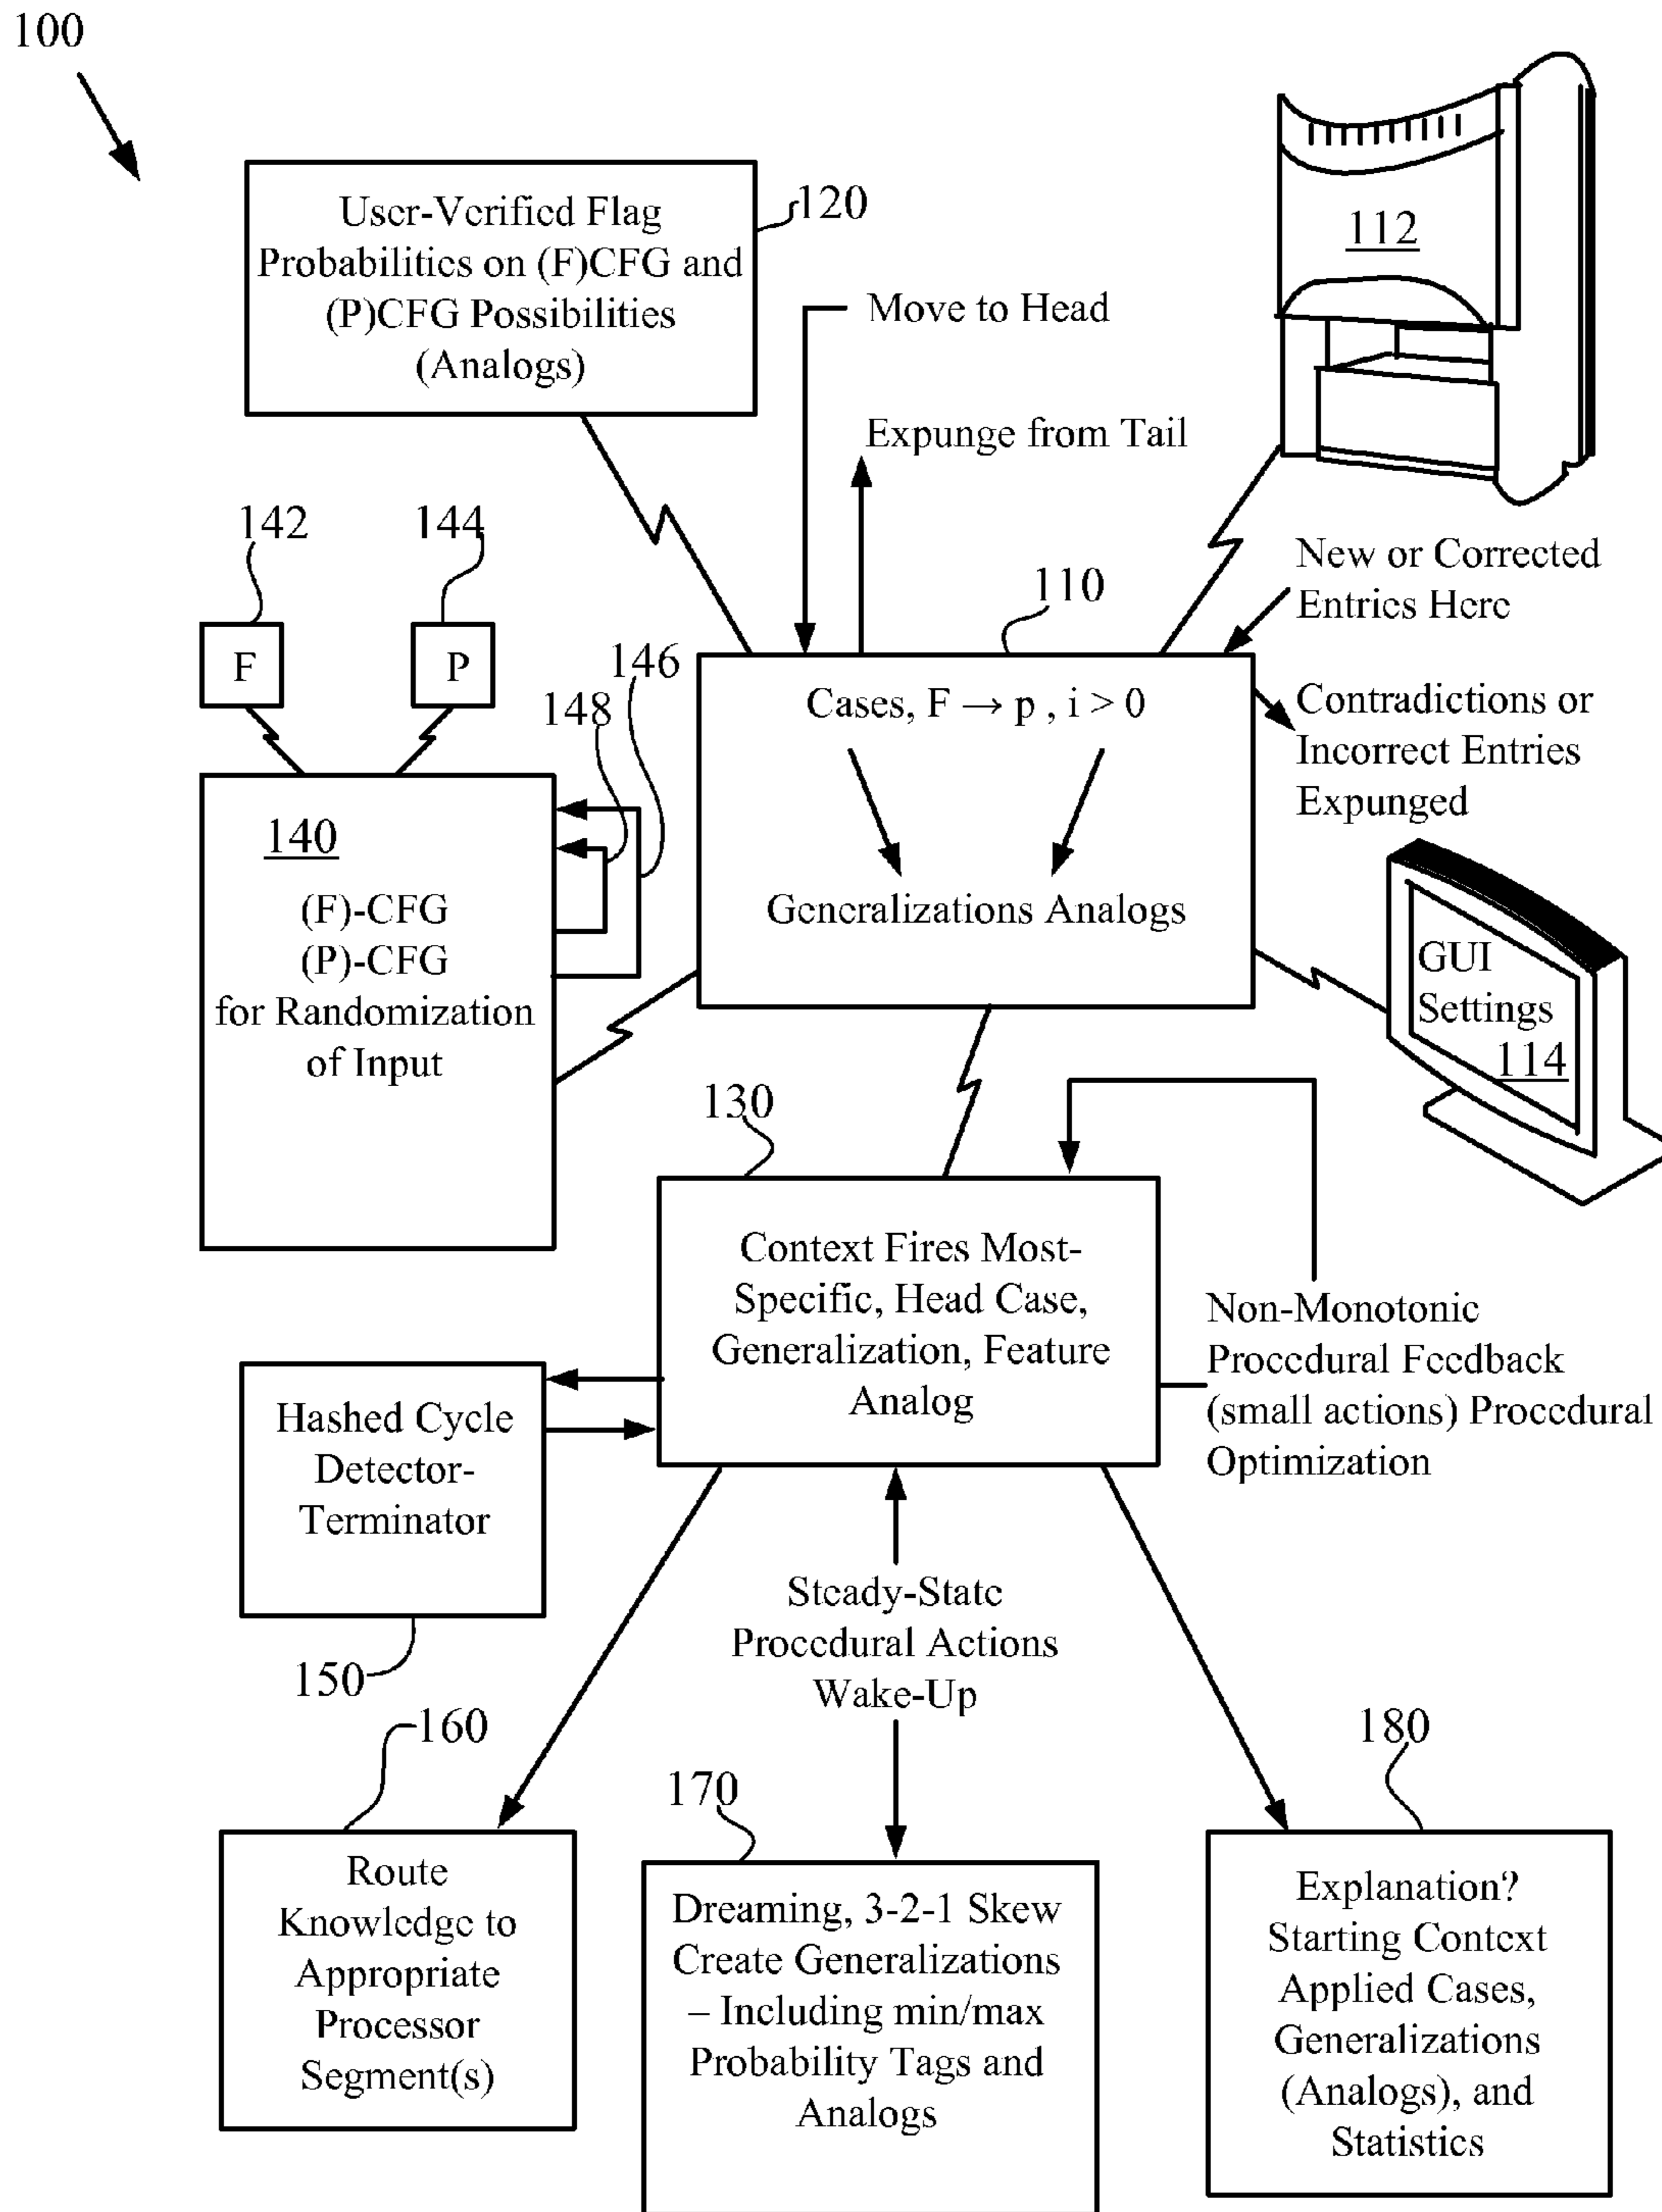 100
User-Verified Flag
Probabilities on (F)CFG and
(P)CFG Possibilities
(Analogs)
120
Move to Head
Expunge from Tail
112
142
144
F
P
146
148
110
New or Corrected
Entries Here
Contradictions or
Incorrect Entries
Expunged
Cases, F → p , i > 0
Generalizations Analogs
140
(F)-CFG
(P)-CFG
for Randomization
of Input
GUI
Settings
114
130
Context Fires Most-
Specific, Head Case,
Generalization, Feature
Analog
Non-Monotonic
Procedural Feedback
(small actions) Procedural
Optimization
Hashed Cycle
Detector-
Terminator
150
Steady-State
Procedural Actions
Wake-Up
160
Route
Knowledge to
Appropriate
Processor
Segment(s)
170
Dreaming, 3-2-1 Skew
Create Generalizations
– Including min/max
Probability Tags and
Analogs
180
Explanation?
Starting Context
Applied Cases,
Generalizations
(Analogs), and
Statistics